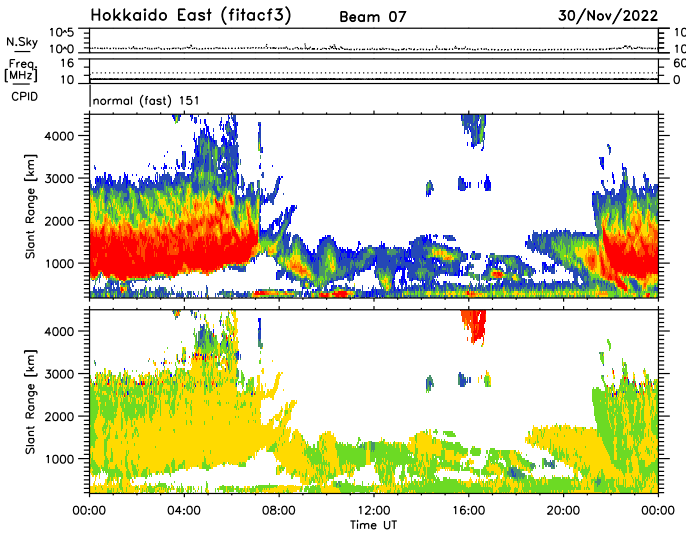 Hokkaido East (fitacf3) Beam 07 30/Nov/2022
10^5 10
N.Sky
10^0 10
Freq. 16 60
[MHz] 10 0
CPID
normal (fast) 151
4000
3000
2000
1000
Slant Range [km]
4000
3000
2000
1000
Slant Range [km]
00:00 04:00 08:00 12:00 16:00 20:00 00:00
Time UT